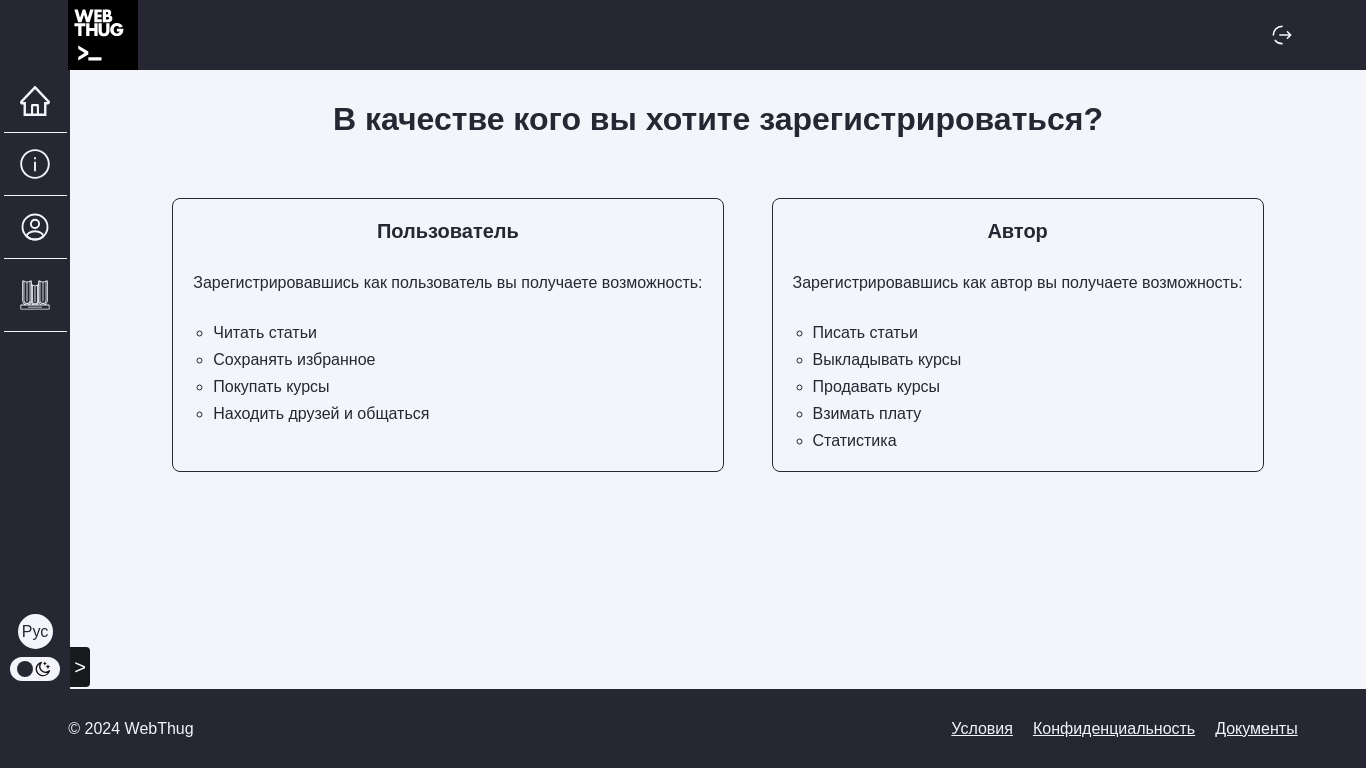 WEB
THUG
>_
В качестве кого вы хотите зарегистрироваться?
Пользователь
Зарегистрировавшись как пользователь вы получаете возможность:
Читать статьи
Сохранять избранное
Покупать курсы
Находить друзей и общаться
Автор
Зарегистрировавшись как автор вы получаете возможность:
Писать статьи
Выкладывать курсы
Продавать курсы
Взимать плату
Статистика
Рус
>
© 2024 WebThug
Условия Конфиденциальность Документы